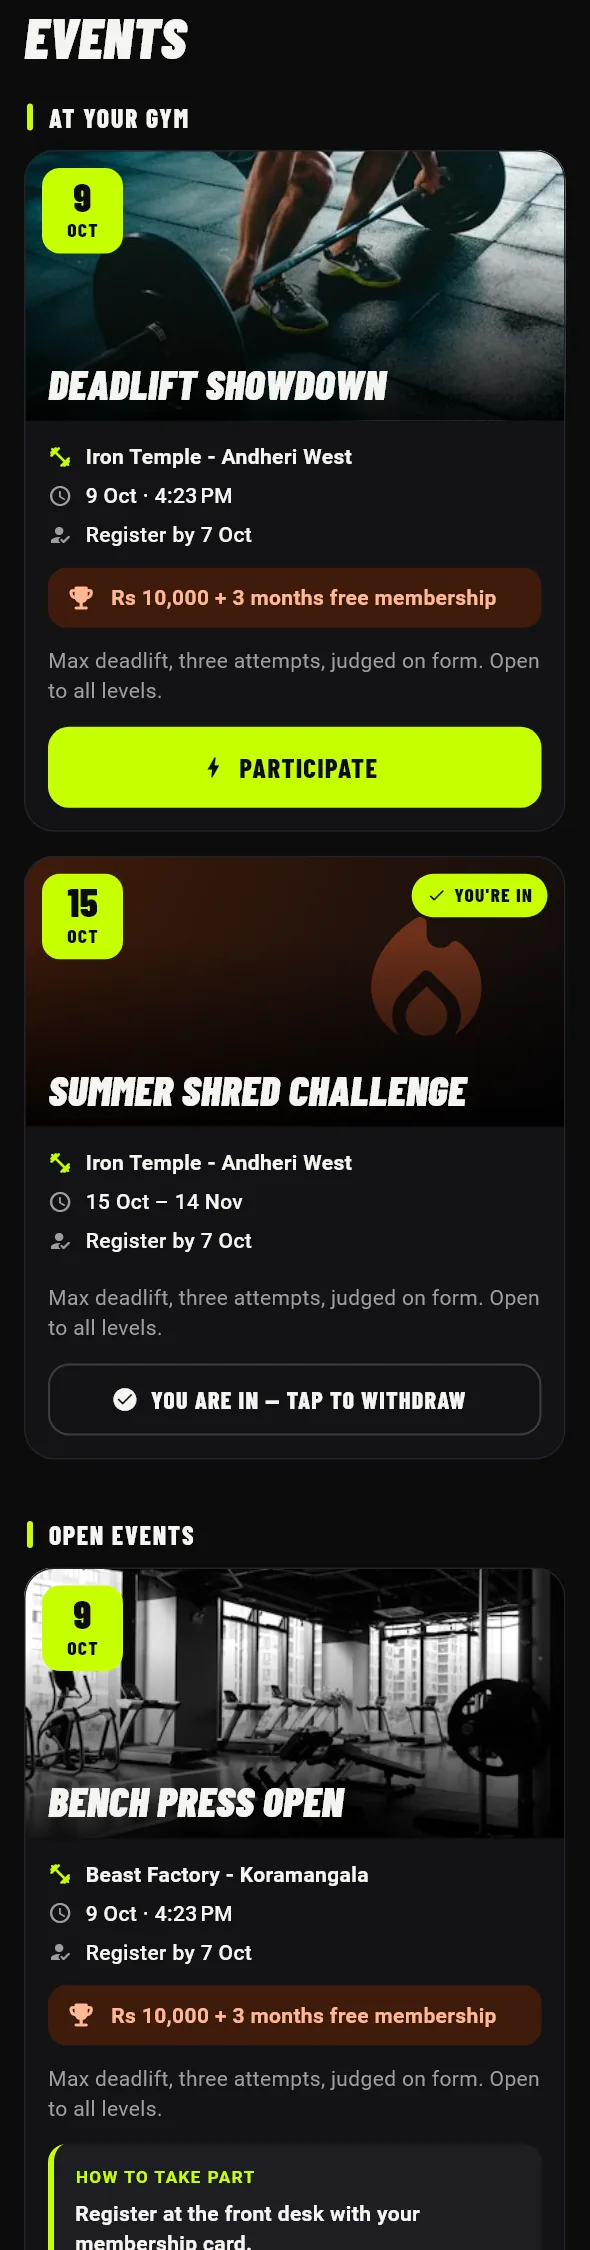 EVENTS
AT YOUR GYM
9
OCT
DEADLIFT SHOWDOWN
Iron Temple - Andheri West
9 Oct · 4:23 PM
Register by 7 Oct
Rs 10,000 + 3 months free membership
Max deadlift, three attempts, judged on form. Open
to all levels.
PARTICIPATE
15
OCT
YOU'RE IN
SUMMER SHRED CHALLENGE
Iron Temple - Andheri West
15 Oct – 14 Nov
Register by 7 Oct
Max deadlift, three attempts, judged on form. Open
to all levels.
YOU ARE IN — TAP TO WITHDRAW
OPEN EVENTS
9
OCT
BENCH PRESS OPEN
Beast Factory - Koramangala
9 Oct · 4:23 PM
Register by 7 Oct
Rs 10,000 + 3 months free membership
Max deadlift, three attempts, judged on form. Open
to all levels.
HOW TO TAKE PART
Register at the front desk with your
membership card.